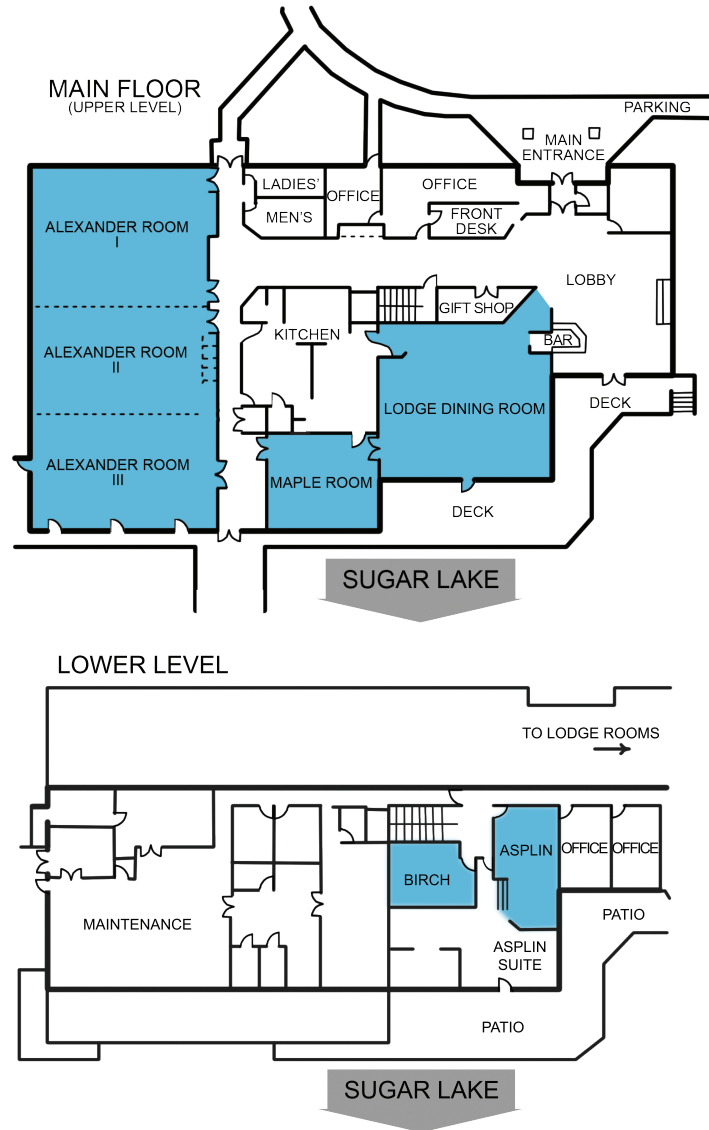 MAIN FLOOR
(UPPER LEVEL)
PARKING
MAIN
ENTRANCE
LADIES'
OFFICE
OFFICE
MEN'S
FRONT
DESK
ALEXANDER ROOM
I
LOBBY
GIFT SHOP
KITCHEN
BAR
ALEXANDER ROOM
II
LODGE DINING ROOM
DECK
ALEXANDER ROOM
III
MAPLE ROOM
DECK
SUGAR LAKE
LOWER LEVEL
TO LODGE ROOMS
ASPLIN
OFFICE
OFFICE
BIRCH
MAINTENANCE
PATIO
ASPLIN
SUITE
PATIO
SUGAR LAKE